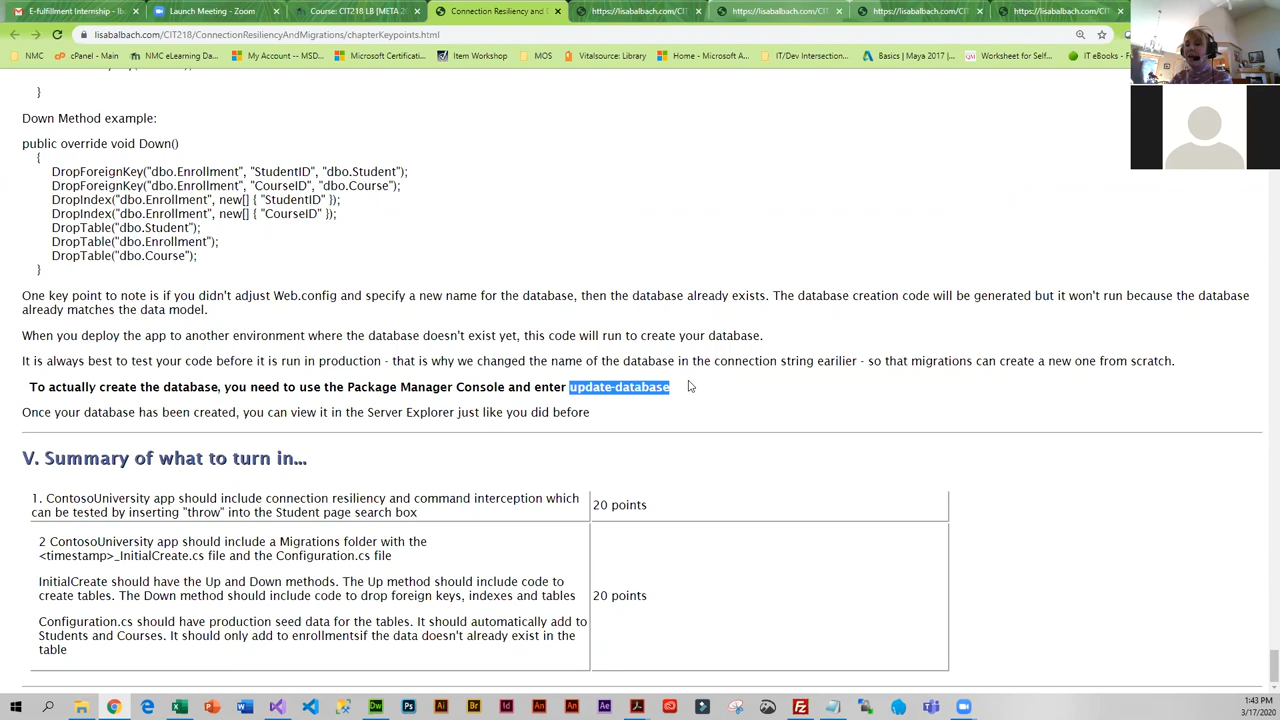 E-fulfillment Internship - lba
Launch Meeting - Zoom
Course: CIT218 LB [META 2
Connection Resiliency and
https://lisabalbach.com/CIT218/
https://lisabalbach.com/CIT
https://lisabalbach.com/CIT
https://lisabalbach.com/CIT
lisabalbach.com/CIT218/ConnectionResiliencyAndMigrations/chapterKeypoints.html
NMC
cPanel - Main
NMC eLearning Da...
My Account -- MSD...
Microsoft Certificati...
Item Workshop
MOS
Vitalsource: Library
Home - Microsoft A...
IT/Dev Intersection...
Basics | Maya 2017 |...
Worksheet for Self...
IT eBooks - F
}
Down Method example:
public override void Down()
{
DropForeignKey("dbo.Enrollment", "StudentID", "dbo.Student");
DropForeignKey("dbo.Enrollment", "CourseID", "dbo.Course");
DropIndex("dbo.Enrollment", new[] { "StudentID" });
DropIndex("dbo.Enrollment", new[] { "CourseID" });
DropTable("dbo.Student");
DropTable("dbo.Enrollment");
DropTable("dbo.Course");
}
One key point to note is if you didn't adjust Web.config and specify a new name for the database, then the database already exists. The database creation code will be generated but it won't run because the database
already matches the data model.
When you deploy the app to another environment where the database doesn't exist yet, this code will run to create your database.
It is always best to test your code before it is run in production - that is why we changed the name of the database in the connection string earilier - so that migrations can create a new one from scratch.
To actually create the database, you need to use the Package Manager Console and enter update-database
Once your database has been created, you can view it in the Server Explorer just like you did before
V. Summary of what to turn in...
1. ContosoUniversity app should include connection resiliency and command interception which
can be tested by inserting "throw" into the Student page search box
20 points
2 ContosoUniversity app should include a Migrations folder with the
<timestamp>_InitialCreate.cs file and the Configuration.cs file
InitialCreate should have the Up and Down methods. The Up method should include code to
create tables. The Down method should include code to drop foreign keys, indexes and tables
20 points
Configuration.cs should have production seed data for the tables. It should automatically add to
Students and Courses. It should only add to enrollmentsif the data doesn't already exist in the
table
1:43 PM
3/17/2020